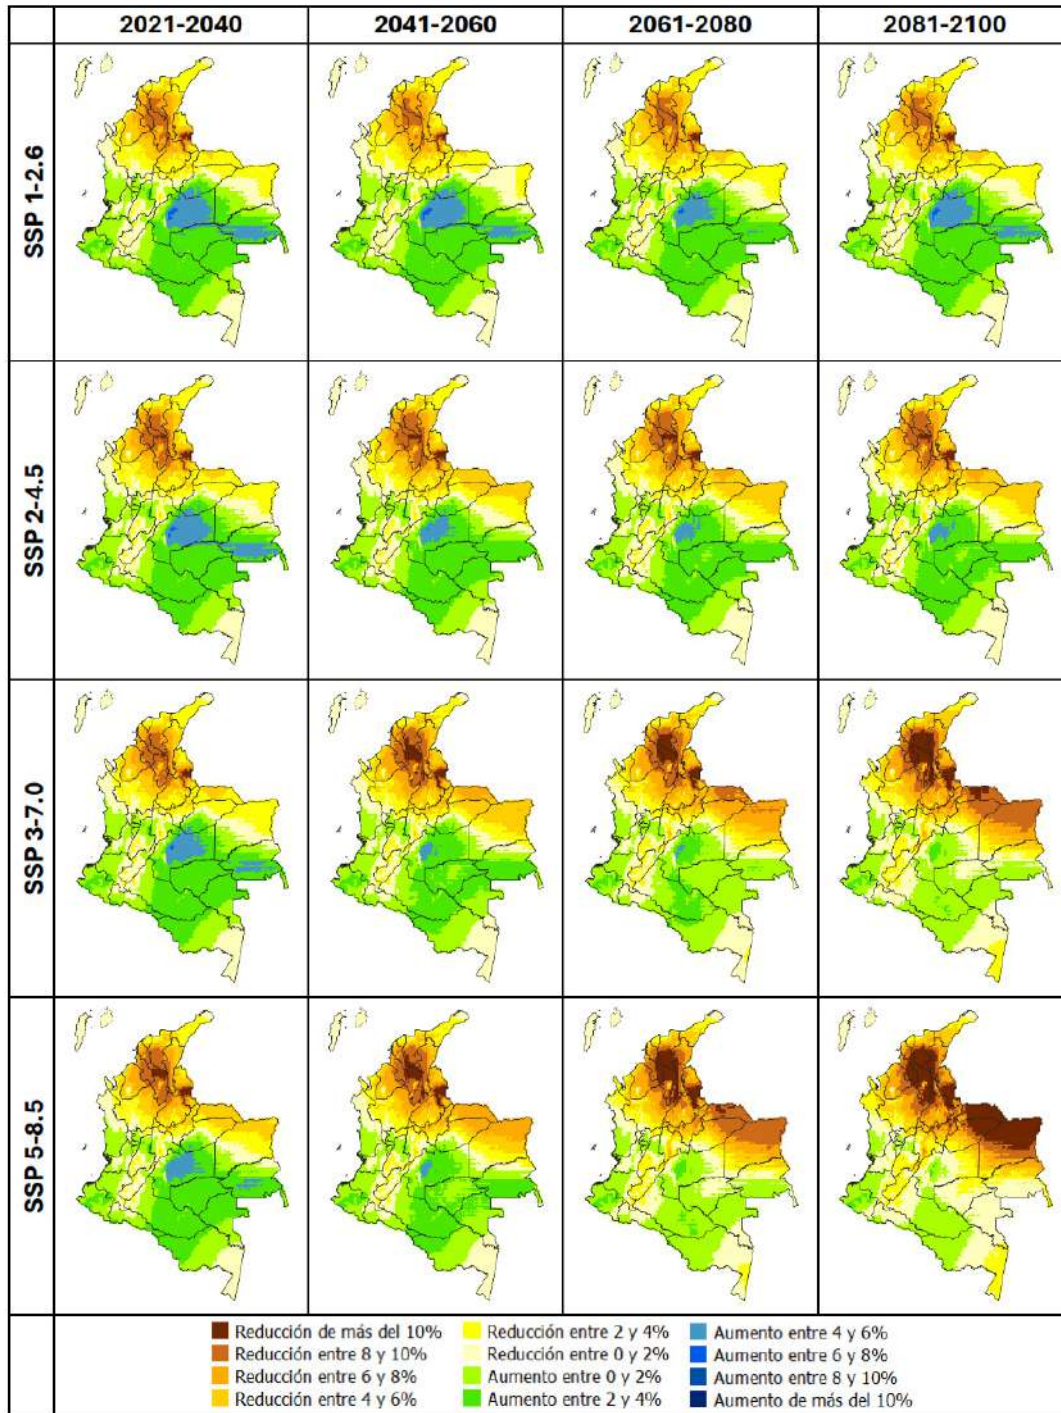 2021-2040 2041-2060 2061-2080 2081-2100
SSP 1-2.6
SSP 2-4.5
SSP 3-7.0
SSP 5-8.5
Reducción de más del 10% Reducción entre 2 y 4% Aumento entre 4 y 6%
Reducción entre 8 y 10% Reducción entre 0 y 2% Aumento entre 6 y 8%
Reducción entre 6 y 8% Aumento entre 0 y 2% Aumento entre 8 y 10%
Reducción entre 4 y 6% Aumento entre 2 y 4% Aumento de más del 10%